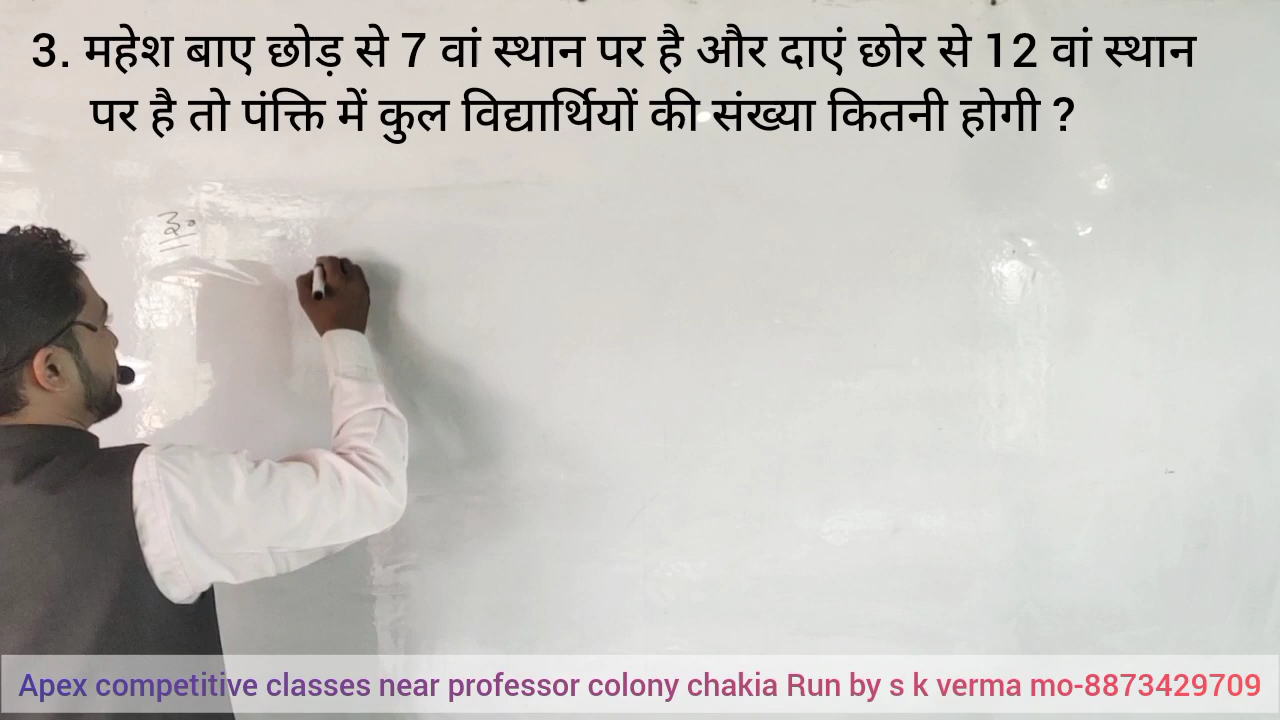 3. महेश बाए छोड़ से 7 वां स्थान पर है और दाएं छोर से 12 वां स्थान
पर है तो पंक्ति में कुल विद्यार्थियों की संख्या कितनी होगी ?
Apex competitive classes near professor colony chakia Run by s k verma mo-8873429709